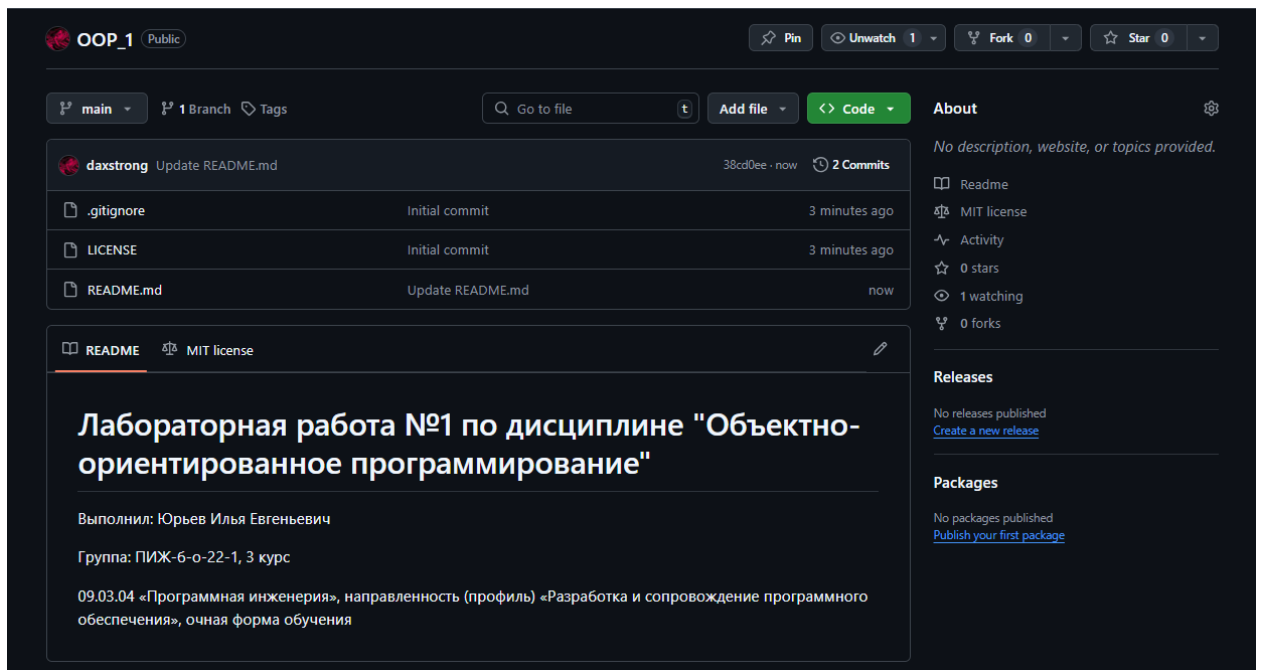 OOP_1 Public
Pin
Unwatch 1
Fork 0
Star 0
main
1 Branch
Tags
Go to file
t
Add file
Code
daxstrong Update README.md
38cd0ee · now
2 Commits
.gitignore Initial commit 3 minutes ago
LICENSE Initial commit 3 minutes ago
README.md Update README.md now
README
MIT license
Лабораторная работа №1 по дисциплине "Объектно-
ориентированное программирование"
Выполнил: Юрьев Илья Евгеньевич
Группа: ПИЖ-б-о-22-1, 3 курс
09.03.04 «Программная инженерия», направленность (профиль) «Разработка и сопровождение программного
обеспечения», очная форма обучения
About
No description, website, or topics provided.
Readme
MIT license
Activity
0 stars
1 watching
0 forks
Releases
No releases published
Create a new release
Packages
No packages published
Publish your first package